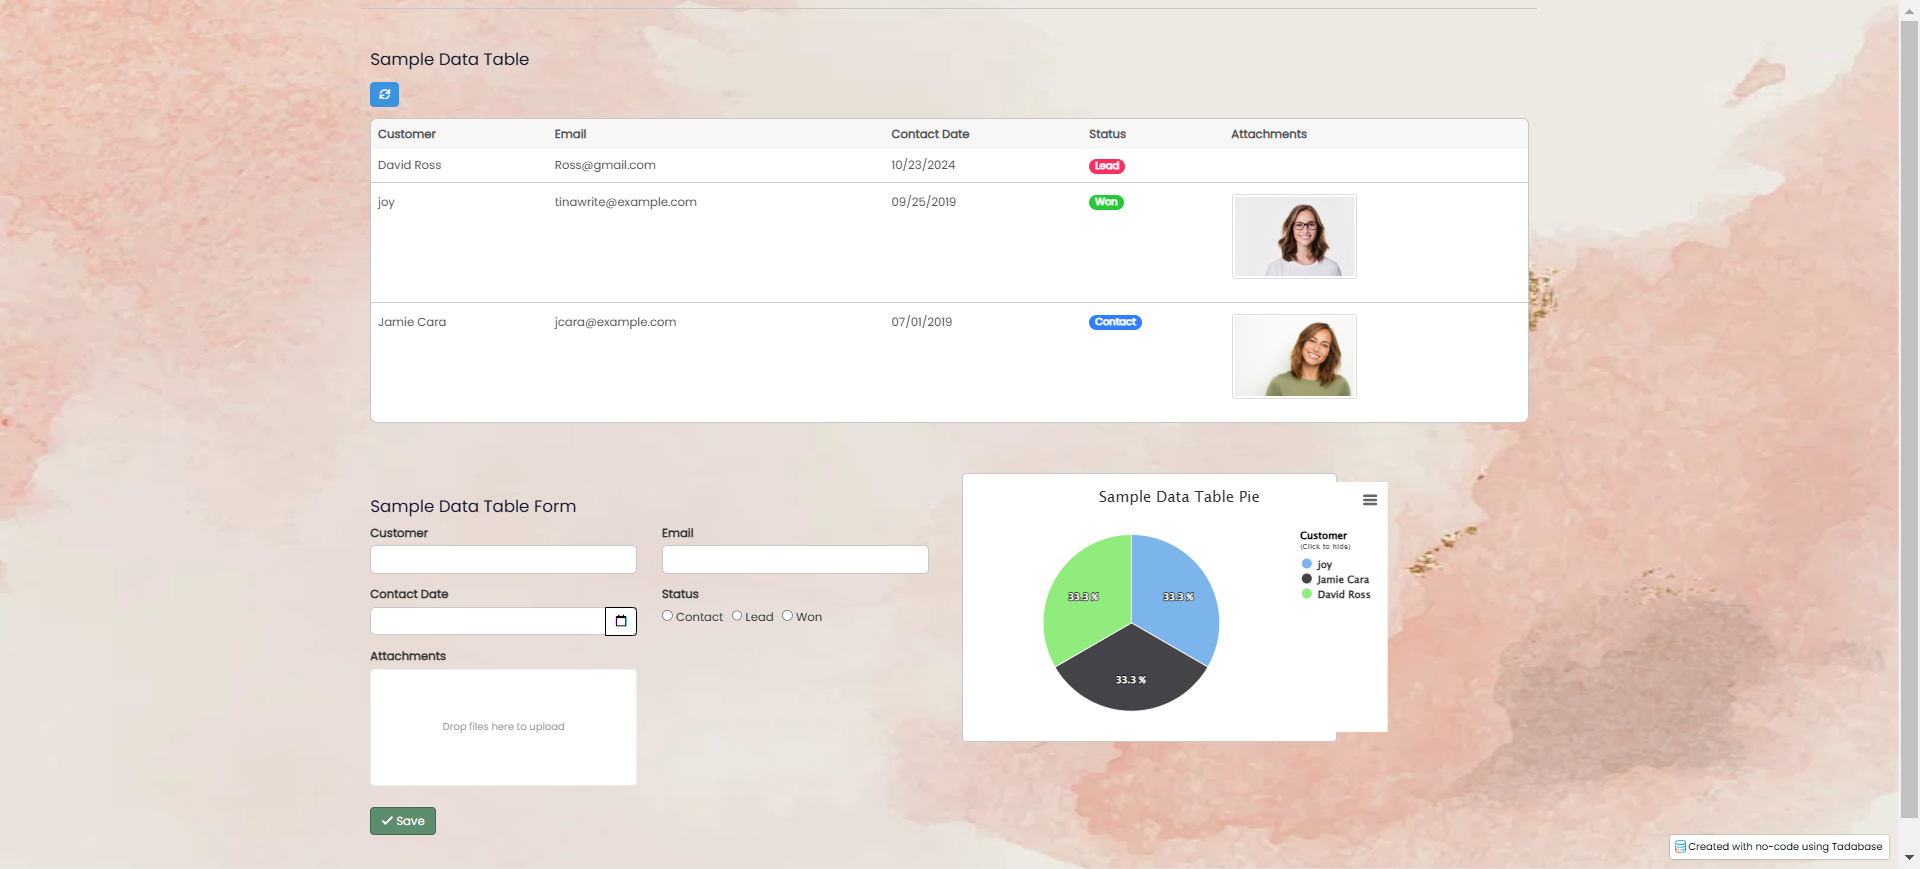 Sample Data Table
Customer Email Contact Date Status Attachments
David Ross Ross@gmail.com 10/23/2024 Lead
joy tinawrite@example.com 09/25/2019 Won
Jamie Cara jcara@example.com 07/01/2019 Contact
Sample Data Table Form
Customer Email
Contact Date Status
Contact Lead Won
Attachments
Drop files here to upload
Save
Sample Data Table Pie
Customer
(Click to hide)
joy
Jamie Cara
David Ross
33.3 % 33.3 %
33.3 %
Created with no-code using Tadabase